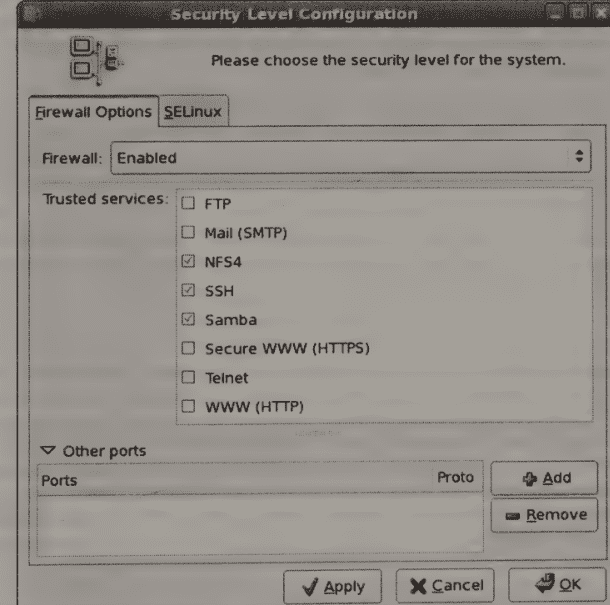 Security Level Configuration
Please choose the security level for the system.
Firewall Options SELinux
Firewall: Enabled
Trusted services:
FTP
Mail (SMTP)
NFS4
SSH
Samba
Secure WWW (HTTPS)
Telnet
WWW (HTTP)
Other ports
Ports Proto
Add
Remove
Apply Cancel OK